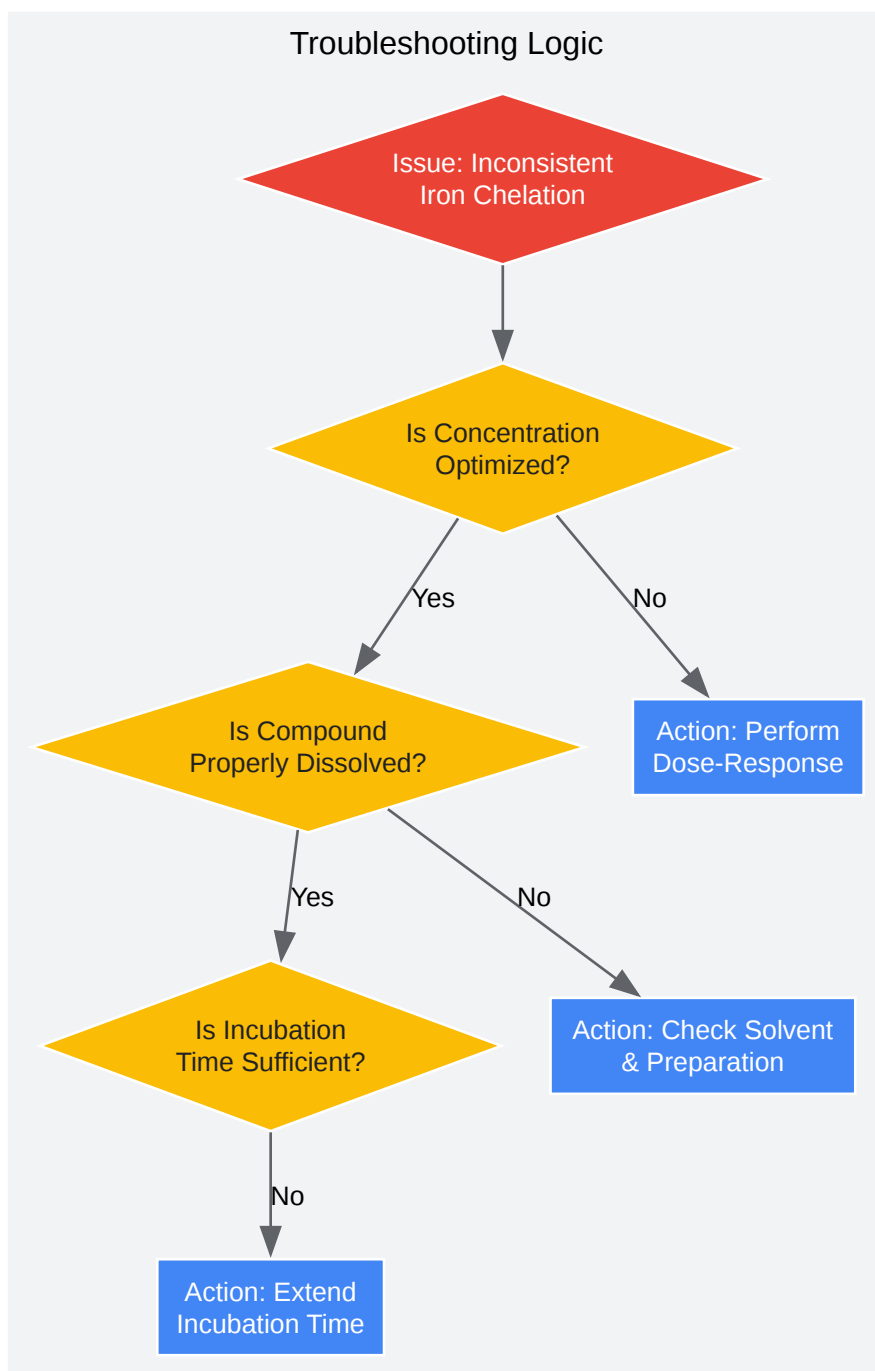 Troubleshooting Logic
Issue: Inconsistent
Iron Chelation
Is Concentration
Optimized?
Yes
No
Is Compound
Properly Dissolved?
Action: Perform
Dose-Response
Yes
No
Is Incubation
Time Sufficient?
Action: Check Solvent
& Preparation
No
Action: Extend
Incubation Time